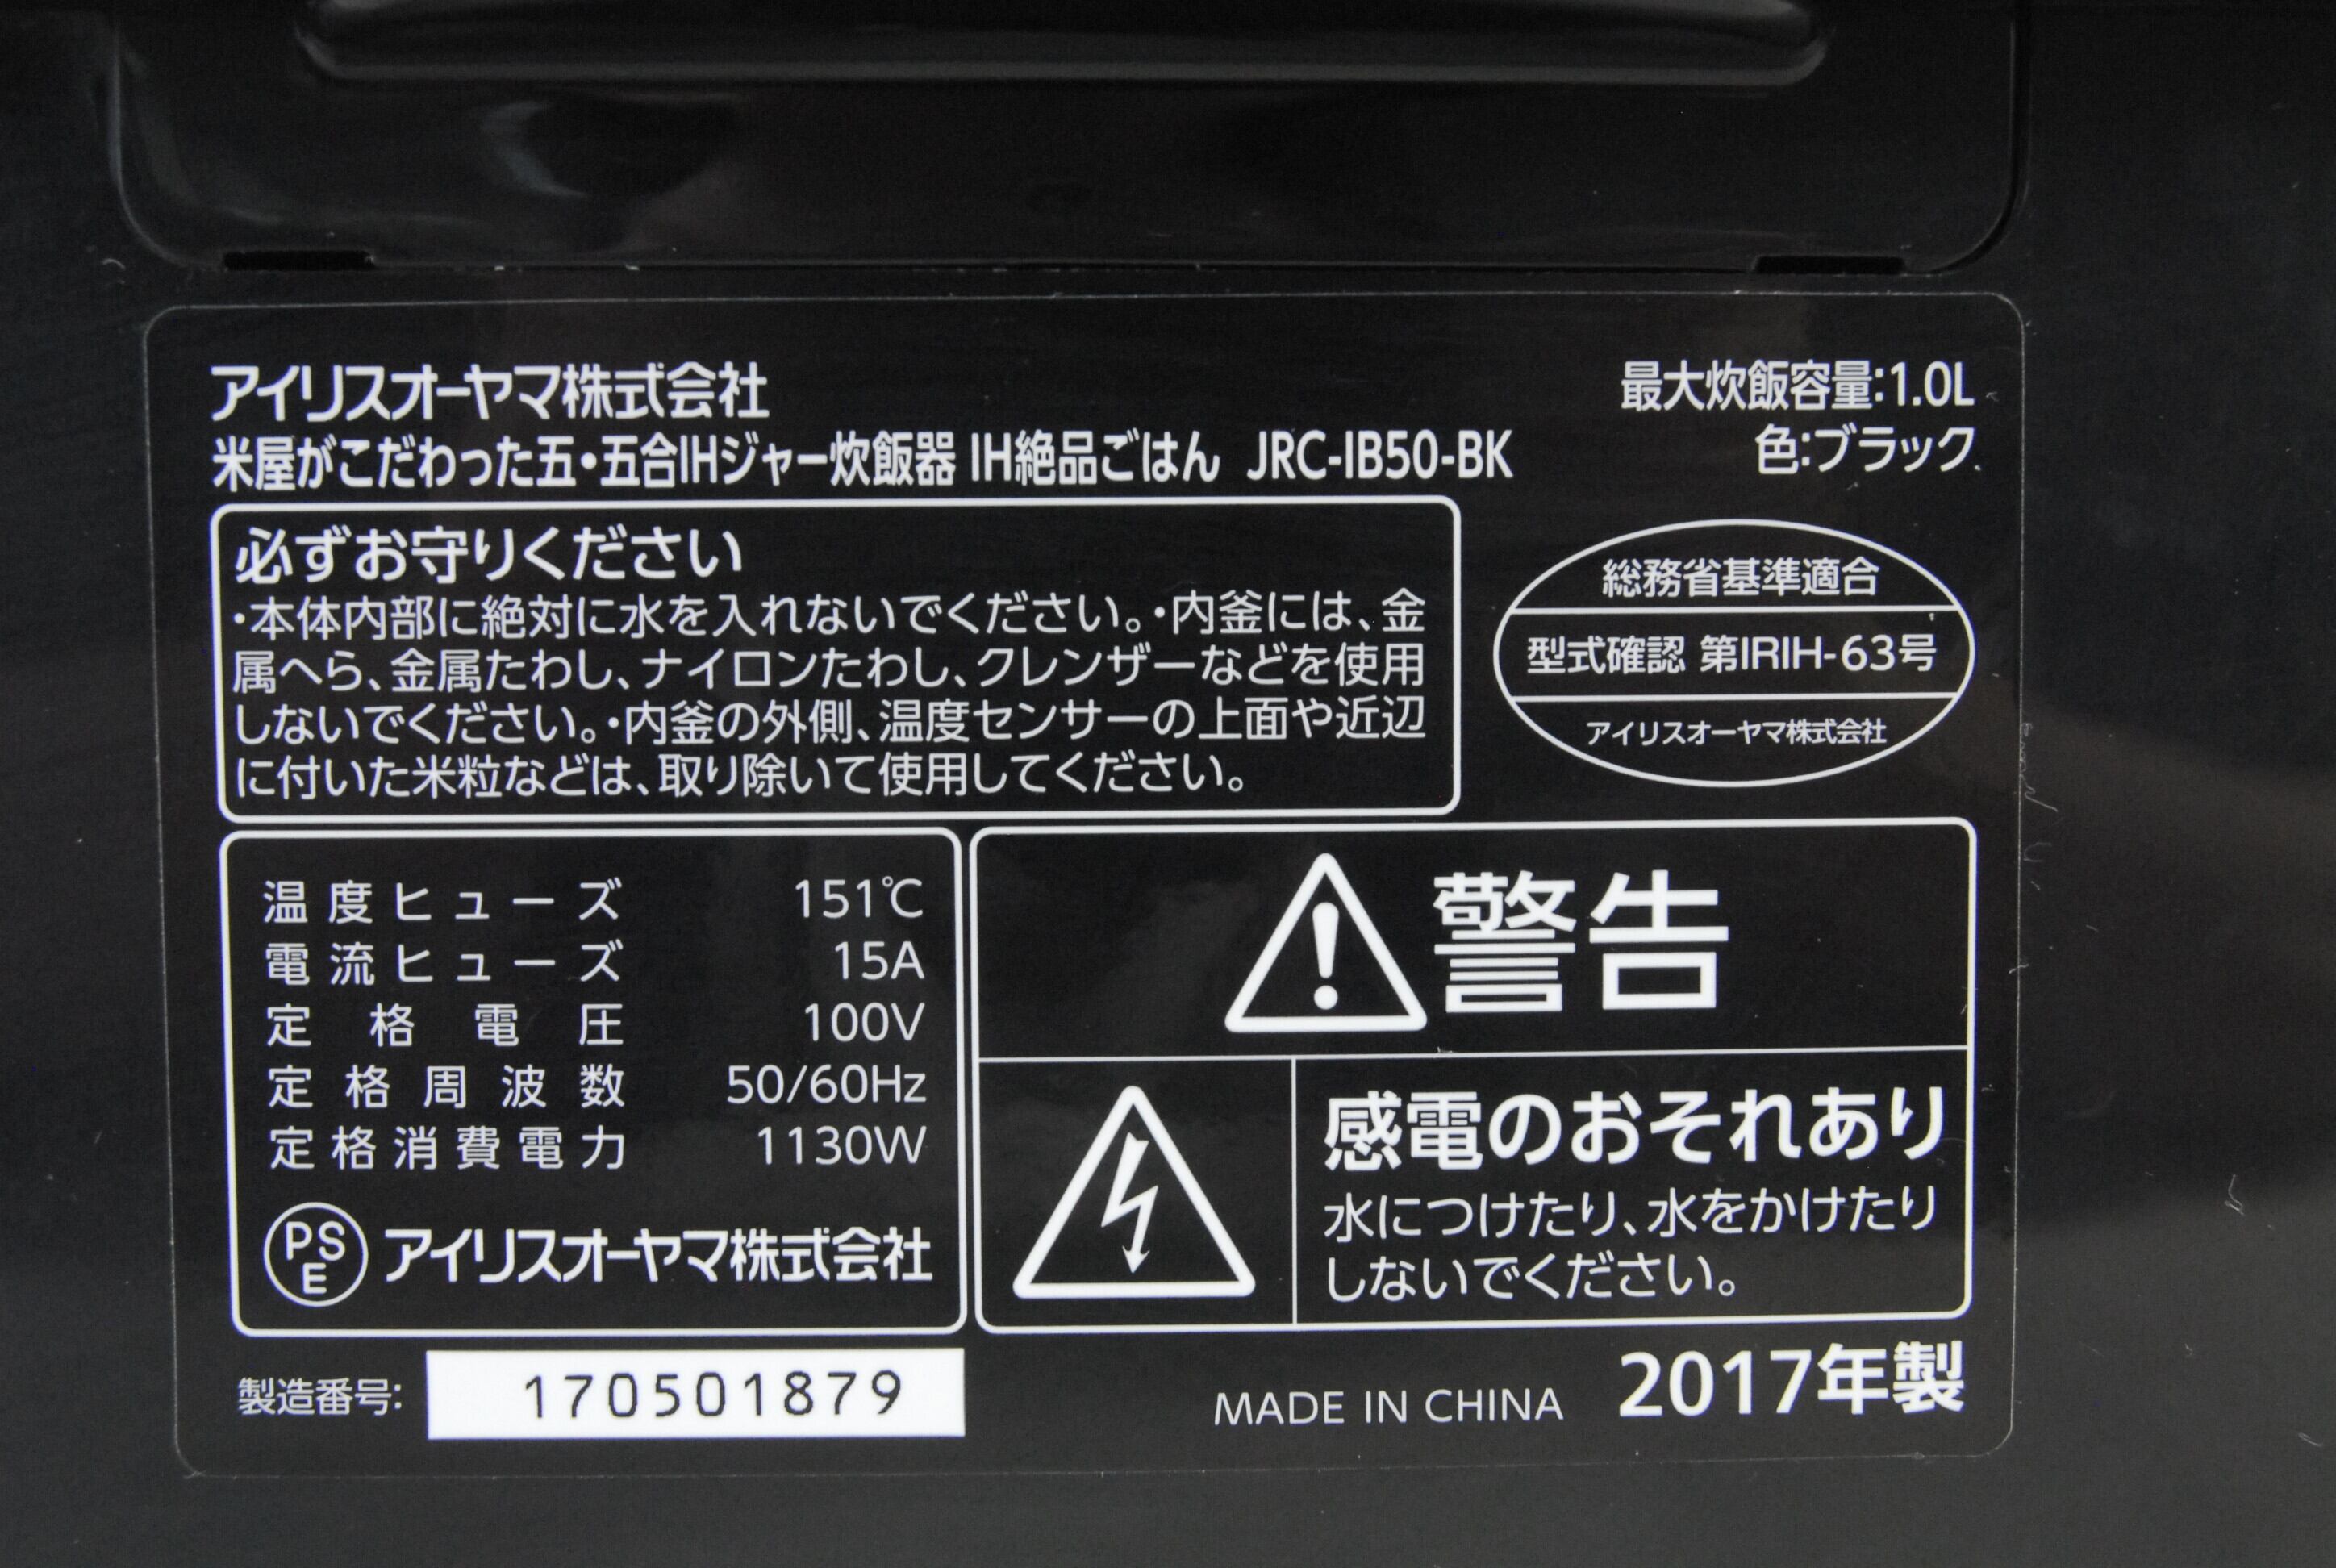 アイリスオーヤマ株式会社
最大炊飯容量:1.0L
米屋がこだわった五・五合IHジャー炊飯器 IH絶品ごはん JRC-IB50-BK
色:ブラック
必ずお守りください
・本体内部に絶対に水を入れないでください。・内釜には、金
属へら、金属たわし、ナイロンたわし、クレンザーなどを使用
しないでください。・内釜の外側、温度センサーの上面や近辺
に付いた米粒などは、取り除いて使用してください。
総務省基準適合
型式確認 第IRIH-63号
アイリスオーヤマ株式会社
温度ヒューズ 151℃
電流ヒューズ 15A
定格電圧 100V
定格周波数 50/60Hz
定格消費電力 1130W
PS
E
アイリスオーヤマ株式会社
警告
感電のおそれあり
水につけたり、水をかけたり
しないでください。
製造番号: 170501879
MADE IN CHINA 2017年製